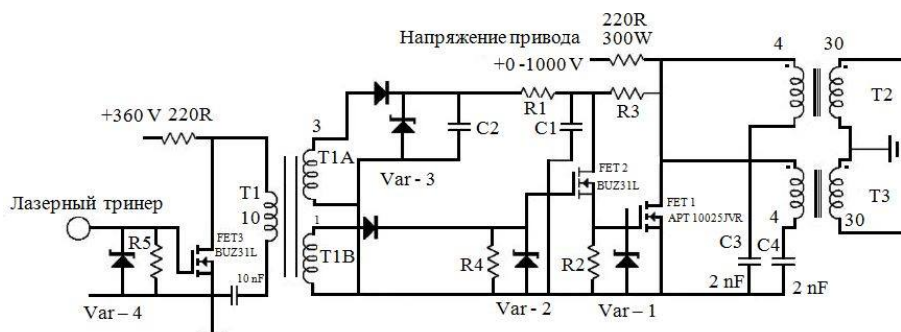 220R
300W
Напряжение привода
+0 -1000 V
4
30
+360 V 220R
R1
C1
R3
T2
3
C2
T1A
FET 2
BUZ31L
Var - 3
T1
10
FET 1
APT 10025JVR
T3
Лазерный тринер
1
T1B
4
30
R5
FET3
BUZ31L
R4
R2
C3
C4
10 nF
2 nF
2 nF
Var – 4
Var – 2
Var – 1